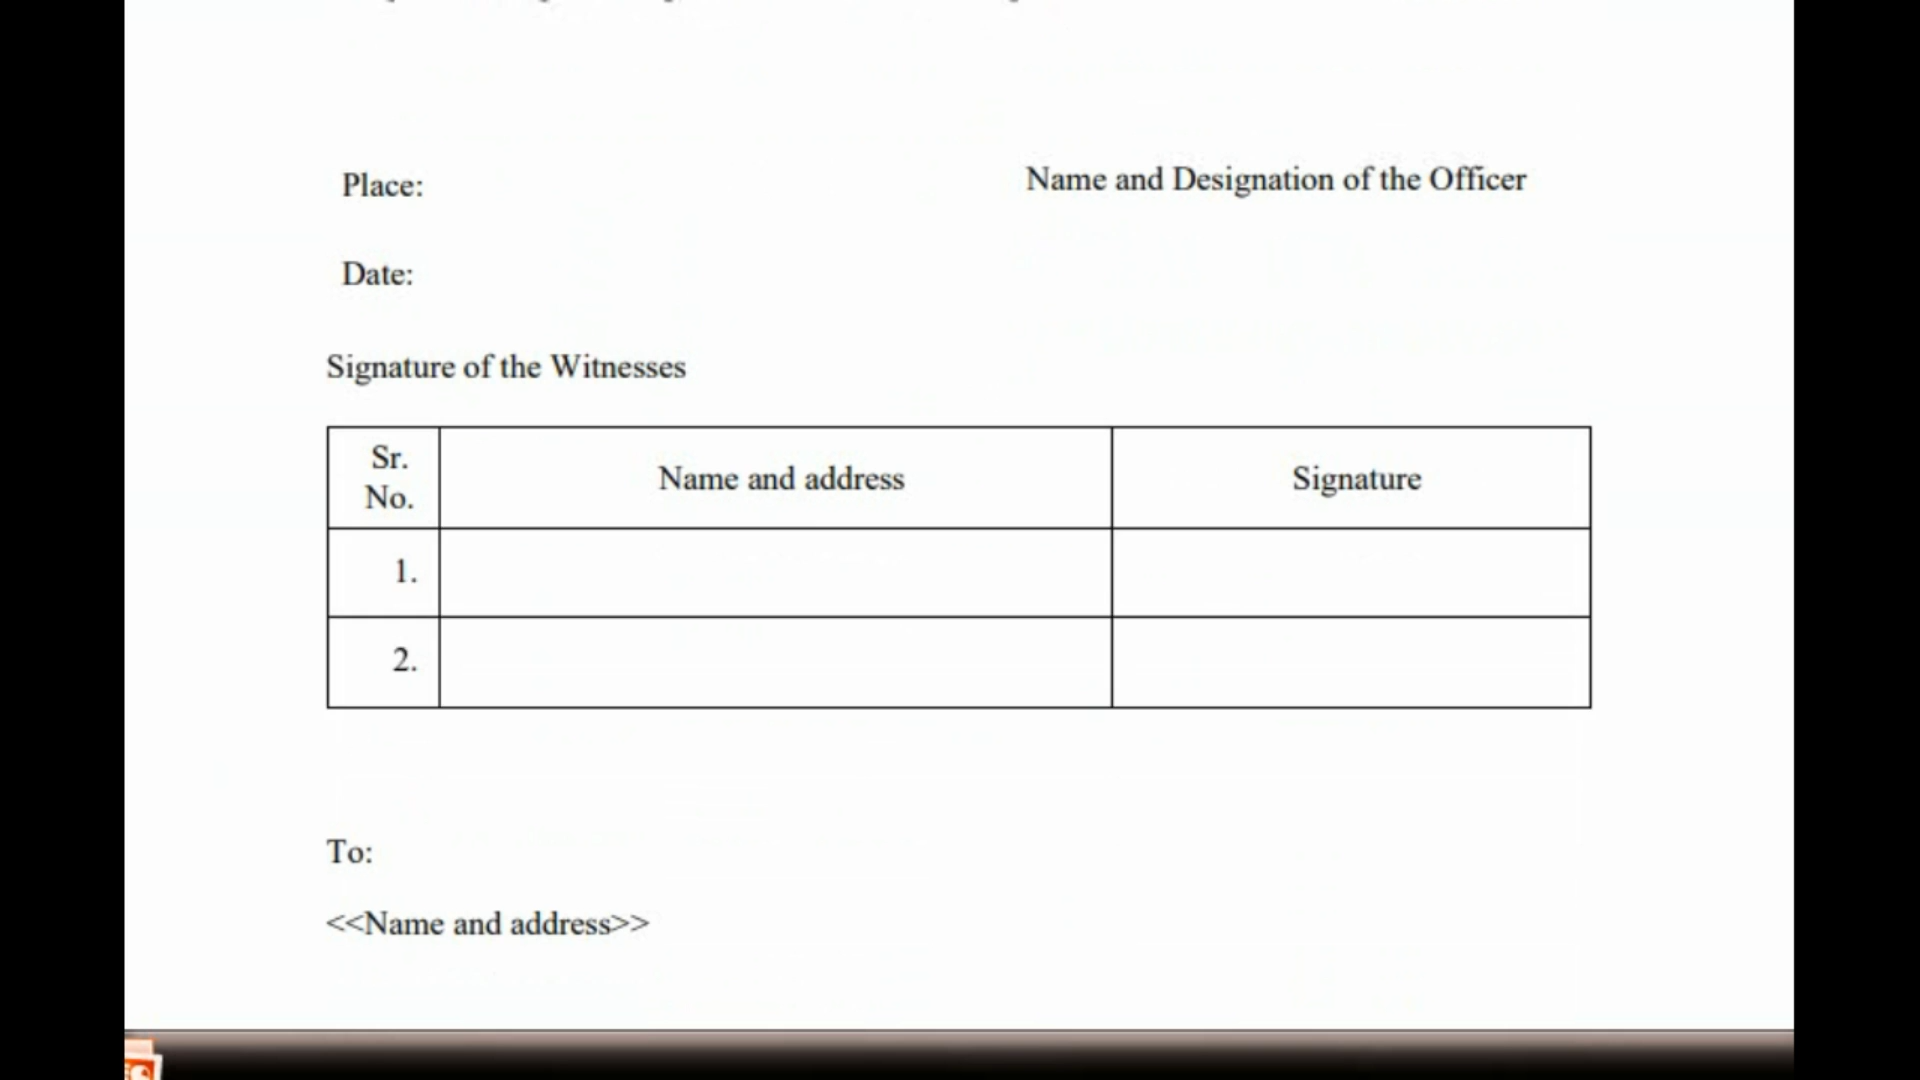 Place:
Name and Designation of the Officer
Date:
Signature of the Witnesses
Sr.
No.
Name and address
Signature
1.
2.
To:
<<Name and address>>